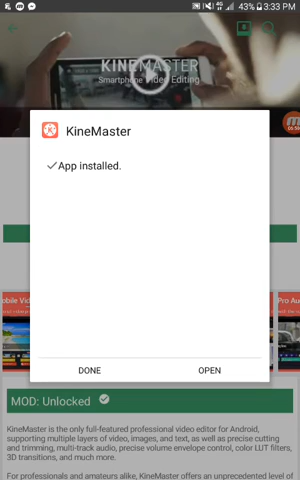 43% 3:33 PM
KINEMASTER
Smartphone Video Editing
KineMaster
App installed.
DONE
OPEN
MOD: Unlocked
KineMaster is the only full-featured professional video editor for Android,
supporting multiple layers of video, images, and text, as well as precise cutting
and trimming, multi-track audio, precise volume envelope control, color LUT filters,
3D transitions, and much more.
For professionals and amateurs alike, KineMaster offers an unprecedented level of